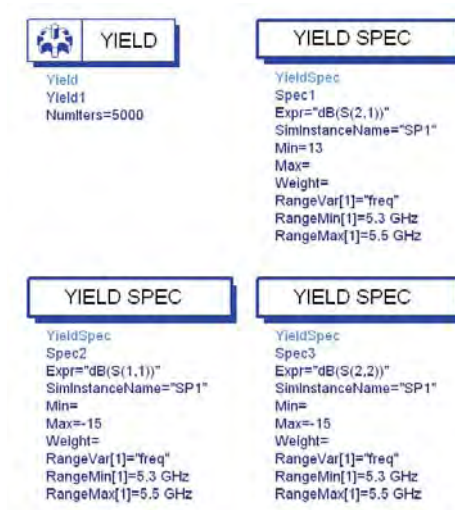 YIELD
Yield
Yield1
NumIters=5000
YIELD SPEC
YieldSpec
Spec1
Expr="dB(S(2,1))"
SimInstanceName="SP1"
Min=13
Max=
Weight=
RangeVar[1]="freq"
RangeMin[1]=5.3 GHz
RangeMax[1]=5.5 GHz
YIELD SPEC
YieldSpec
Spec2
Expr="dB(S(1,1))"
SimInstanceName="SP1"
Min=
Max=-15
Weight=
RangeVar[1]="freq"
RangeMin[1]=5.3 GHz
RangeMax[1]=5.5 GHz
YIELD SPEC
YieldSpec
Spec3
Expr="dB(S(2,2))"
SimInstanceName="SP1"
Min=
Max=-15
Weight=
RangeVar[1]="freq"
RangeMin[1]=5.3 GHz
RangeMax[1]=5.5 GHz